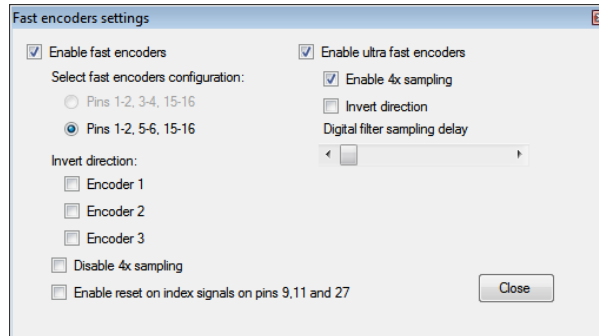 Fast encoders settings
Enable fast encoders
Select fast encoders configuration:
Pins 1-2, 3-4, 15-16
Pins 1-2, 5-6, 15-16
Invert direction:
Encoder 1
Encoder 2
Encoder 3
Disable 4x sampling
Enable reset on index signals on pins 9,11 and 27
Enable ultra fast encoders
Enable 4x sampling
Invert direction
Digital filter sampling delay
Close